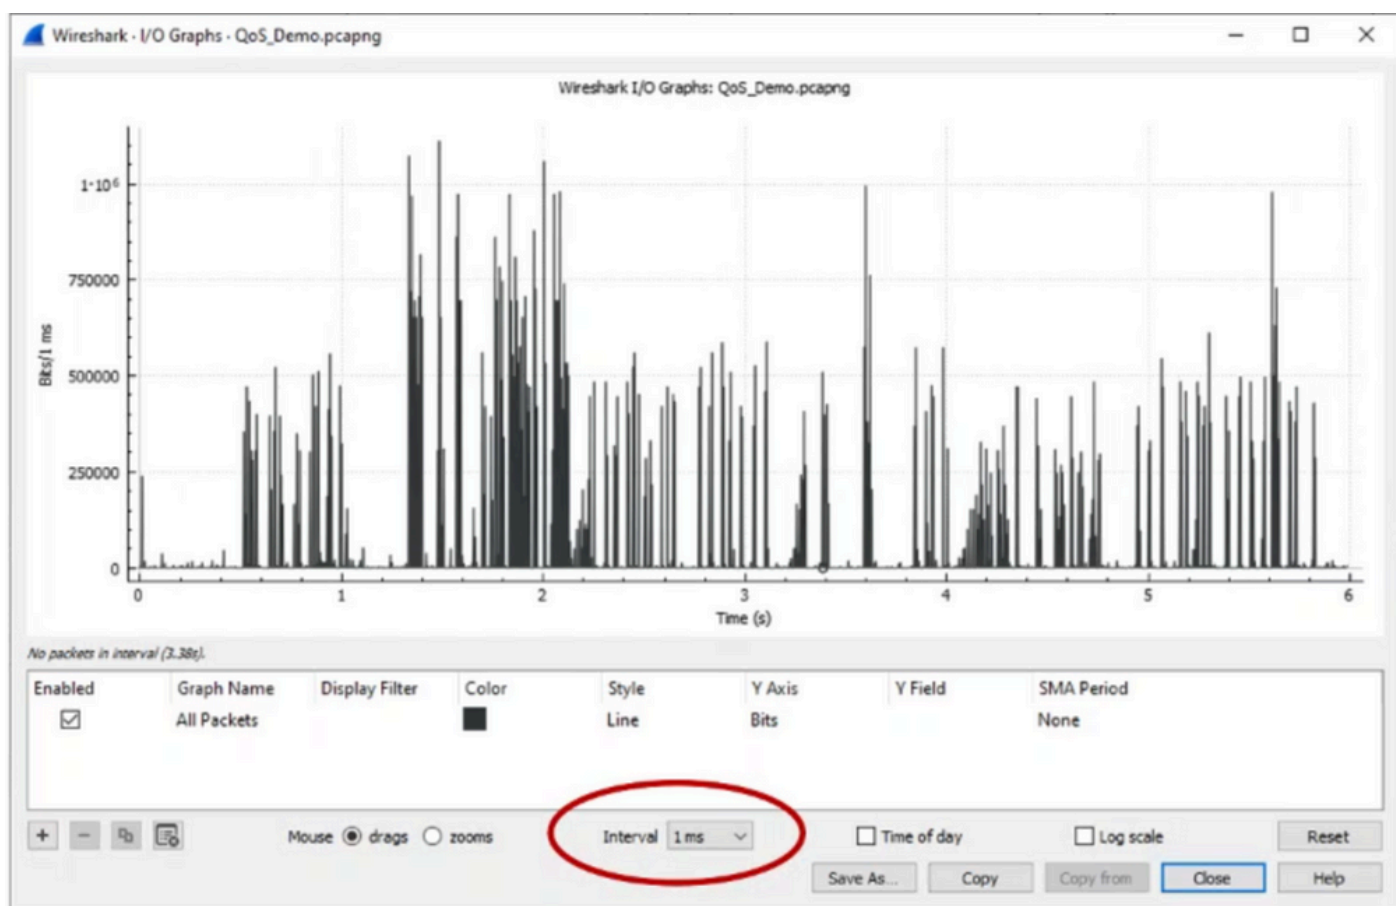 Wireshark · I/O Graphs · QoS_Demo.pcapng
Wireshark I/O Graphs: QoS_Demo.pcapng
1·10⁶
750000
500000
250000
0
Bits/1 ms
0 1 2 3 4 5 6
Time (s)
No packets in interval (3.38s).
Enabled Graph Name Display Filter Color Style Y Axis Y Field SMA Period
All Packets Line Bits None
+ − Mouse drags zooms Interval 1 ms Time of day Log scale Reset
Save As... Copy Copy from Close Help